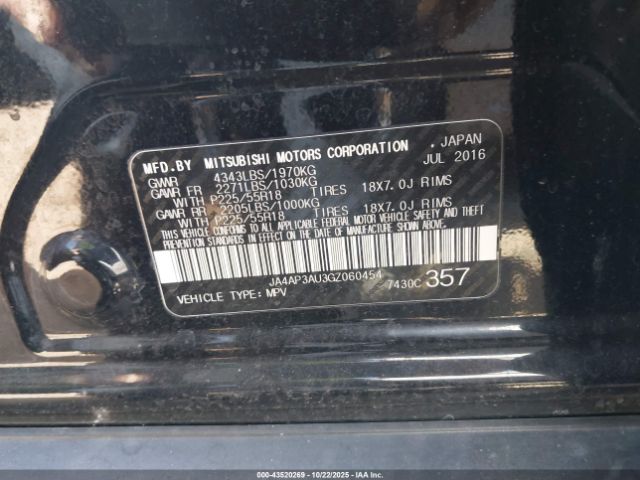 MFD.BY MITSUBISHI MOTORS CORPORATION , JAPAN
GVWR 4343LBS/1970KG JUL 2016
GAWR FR 2271LBS/1030KG
WITH P225/55R18 TIRES 18X7.0J RIMS
GAWR RR 2205LBS/1000KG
WITH P225/55R18 TIRES 18X7.0J RIMS
THIS VEHICLE CONFORMS TO ALL APPLICABLE FEDERAL MOTOR VEHICLE SAFETY AND THEFT
PREVENTION STANDARDS IN EFFECT ON THE DATE OF MANUFACTURE SHOWN ABOVE.
JA4AP3AU3GZ060454 7430C 357
VEHICLE TYPE: MPV
000-43520269 • 10/22/2025 • IAAI.COM